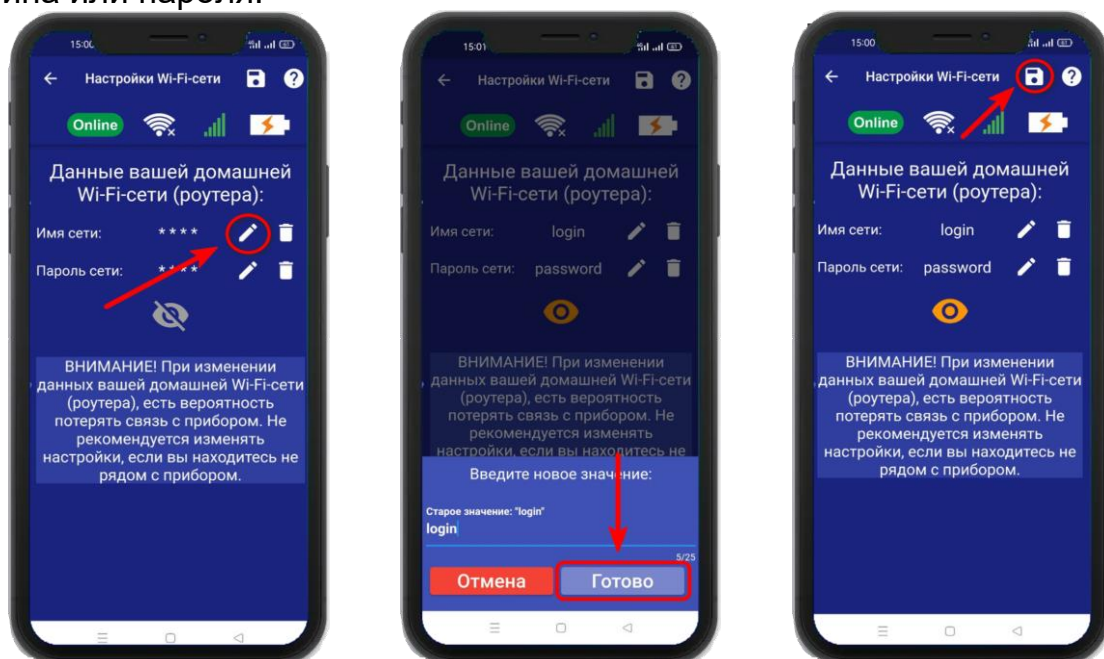 или пароля.
15:00
Настройки Wi-Fi-сети
Online
Данные вашей домашней
Wi-Fi-сети (роутера):
Имя сети: ****
Пароль сети: ****
ВНИМАНИЕ! При изменении
данных вашей домашней Wi-Fi-сети
(роутера), есть вероятность
потерять связь с прибором. Не
рекомендуется изменять
настройки, если вы находитесь не
рядом с прибором.
15:01
Настройки Wi-Fi-сети
Online
Данные вашей домашней
Wi-Fi-сети (роутера):
Имя сети: login
Пароль сети: password
ВНИМАНИЕ! При изменении
данных вашей домашней Wi-Fi-сети
(роутера), есть вероятность
потерять связь с прибором. Не
рекомендуется изменять
настройки, если вы находитесь не
Введите новое значение:
Старое значение: "login"
login
5/25
Отмена Готово
15:00
Настройки Wi-Fi-сети
Online
Данные вашей домашней
Wi-Fi-сети (роутера):
Имя сети: login
Пароль сети: password
ВНИМАНИЕ! При изменении
данных вашей домашней Wi-Fi-сети
(роутера), есть вероятность
потерять связь с прибором. Не
рекомендуется изменять
настройки, если вы находитесь не
рядом с прибором.